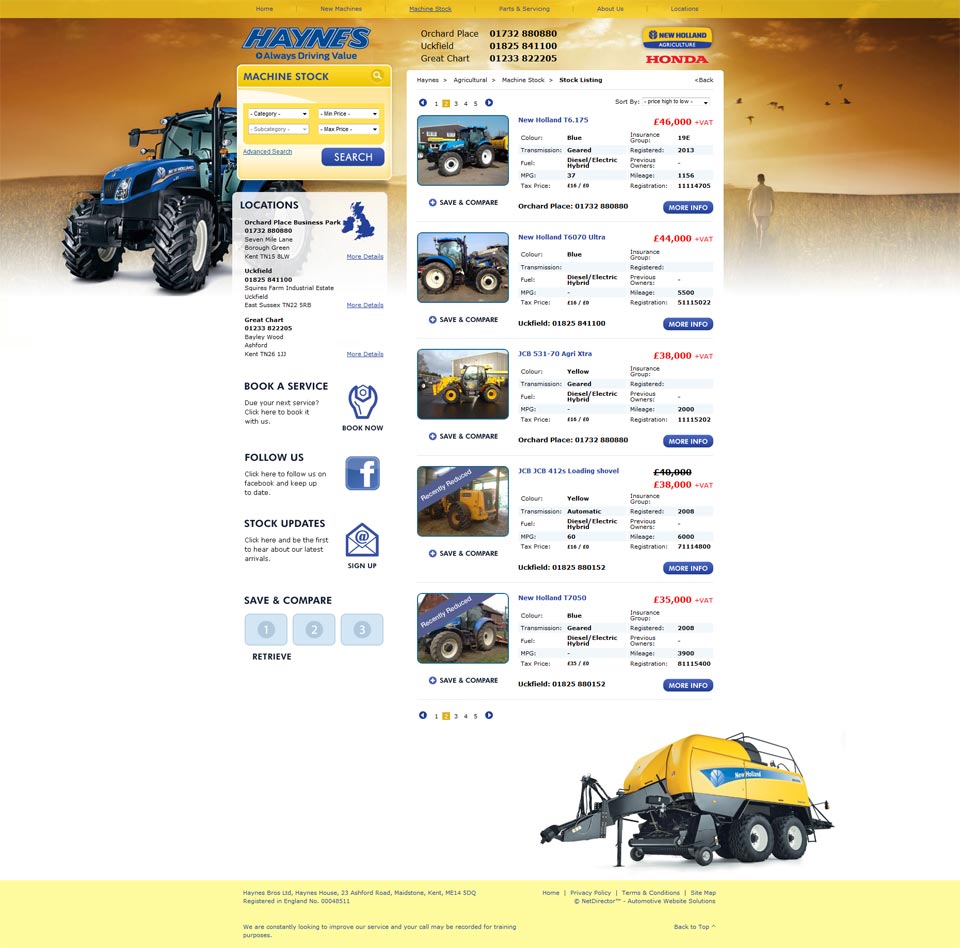 Home New Machines Machine Stock Parts & Servicing About Us Locations
HAYNES
Always Driving Value
Orchard Place 01732 880880
Uckfield 01825 841100
Great Chart 01233 822205
NEW HOLLAND
AGRICULTURE
HONDA
MACHINE STOCK
- Category - - Min Price -
- Subcategory - - Max Price -
Advanced Search
SEARCH
LOCATIONS
Orchard Place Business Park
01732 880880
Seven Mile Lane
Borough Green
Kent TN15 8LW More Details
Uckfield
01825 841100
Squires Farm Industrial Estate
Uckfield
East Sussex TN22 5RB More Details
Great Chart
01233 822205
Bayley Wood
Ashford
Kent TN26 1JJ More Details
BOOK A SERVICE
Due your next service?
Click here to book it
with us.
BOOK NOW
FOLLOW US
Click here to follow us on
facebook and keep up
to date.
STOCK UPDATES
Click here and be the first
to hear about our latest
arrivals.
SIGN UP
SAVE & COMPARE
1 2 3
RETRIEVE
Haynes > Agricultural > Machine Stock > Stock Listing <Back
1 2 3 4 5
Sort By: - price high to low -
New Holland T6.175 £46,000 +VAT
Colour: Blue Insurance Group: 19E
Transmission: Geared Registered: 2013
Fuel: Diesel/Electric Hybrid Previous Owners: -
MPG: 37 Mileage: 1156
Tax Price: £16 / £0 Registration: 11114705
SAVE & COMPARE
Orchard Place: 01732 880880 MORE INFO
New Holland T6070 Ultra £44,000 +VAT
Colour: Blue Insurance Group:
Transmission: Registered:
Fuel: Diesel/Electric Hybrid Previous Owners: -
MPG: - Mileage: 5500
Tax Price: £16 / £0 Registration: 51115022
SAVE & COMPARE
Uckfield: 01825 841100 MORE INFO
JCB 531-70 Agri Xtra £38,000 +VAT
Colour: Yellow Insurance Group:
Transmission: Geared Registered:
Fuel: Diesel/Electric Hybrid Previous Owners: -
MPG: - Mileage: 2000
Tax Price: £16 / £0 Registration: 11115202
SAVE & COMPARE
Orchard Place: 01732 880880 MORE INFO
Recently Reduced
JCB JCB 412s Loading shovel £40,000
£38,000 +VAT
Colour: Yellow Insurance Group:
Transmission: Automatic Registered: 2008
Fuel: Diesel/Electric Hybrid Previous Owners: -
MPG: 60 Mileage: 6000
Tax Price: £16 / £0 Registration: 71114800
SAVE & COMPARE
Uckfield: 01825 880152 MORE INFO
Recently Reduced
New Holland T7050 £35,000 +VAT
Colour: Blue Insurance Group:
Transmission: Geared Registered: 2008
Fuel: Diesel/Electric Hybrid Previous Owners: -
MPG: - Mileage: 3900
Tax Price: £35 / £0 Registration: 81115400
SAVE & COMPARE
Uckfield: 01825 880152 MORE INFO
1 2 3 4 5
New Holland
Haynes Bros Ltd, Haynes House, 23 Ashford Road, Maidstone, Kent, ME14 5DQ
Registered in England No. 00048511
Home | Privacy Policy | Terms & Conditions | Site Map
© NetDirector™ - Automotive Website Solutions
We are constantly looking to improve our service and your call may be recorded for training
purposes.
Back to Top ^